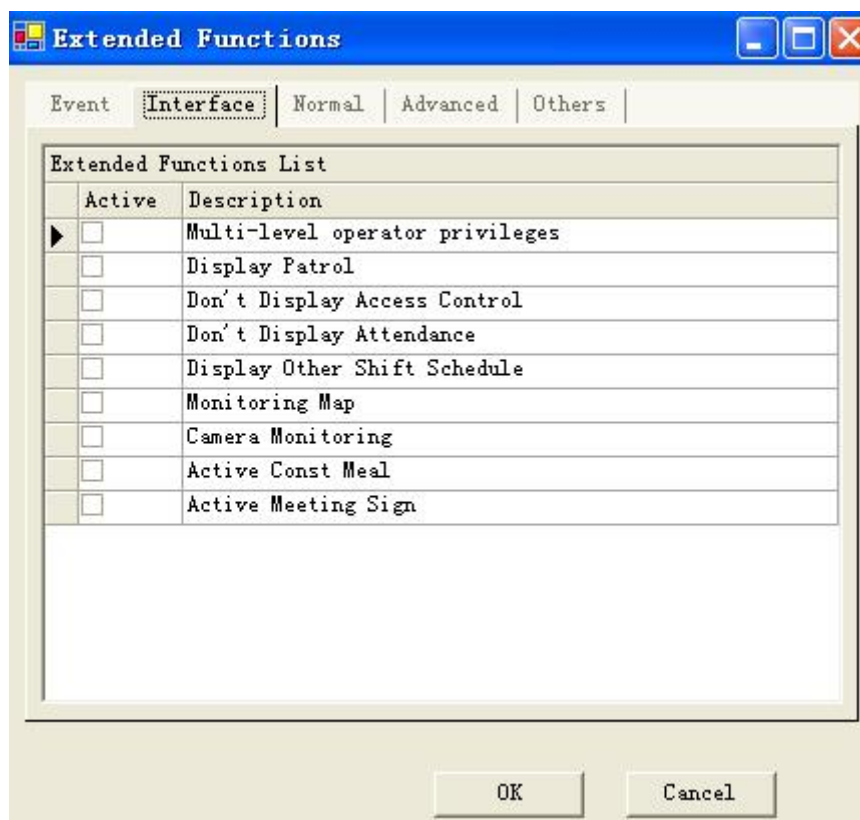 Extended Functions
Event Interface Normal Advanced Others
Extended Functions List
Active Description
Multi-level operator privileges
Display Patrol
Don't Display Access Control
Don't Display Attendance
Display Other Shift Schedule
Monitoring Map
Camera Monitoring
Active Const Meal
Active Meeting Sign
OK Cancel